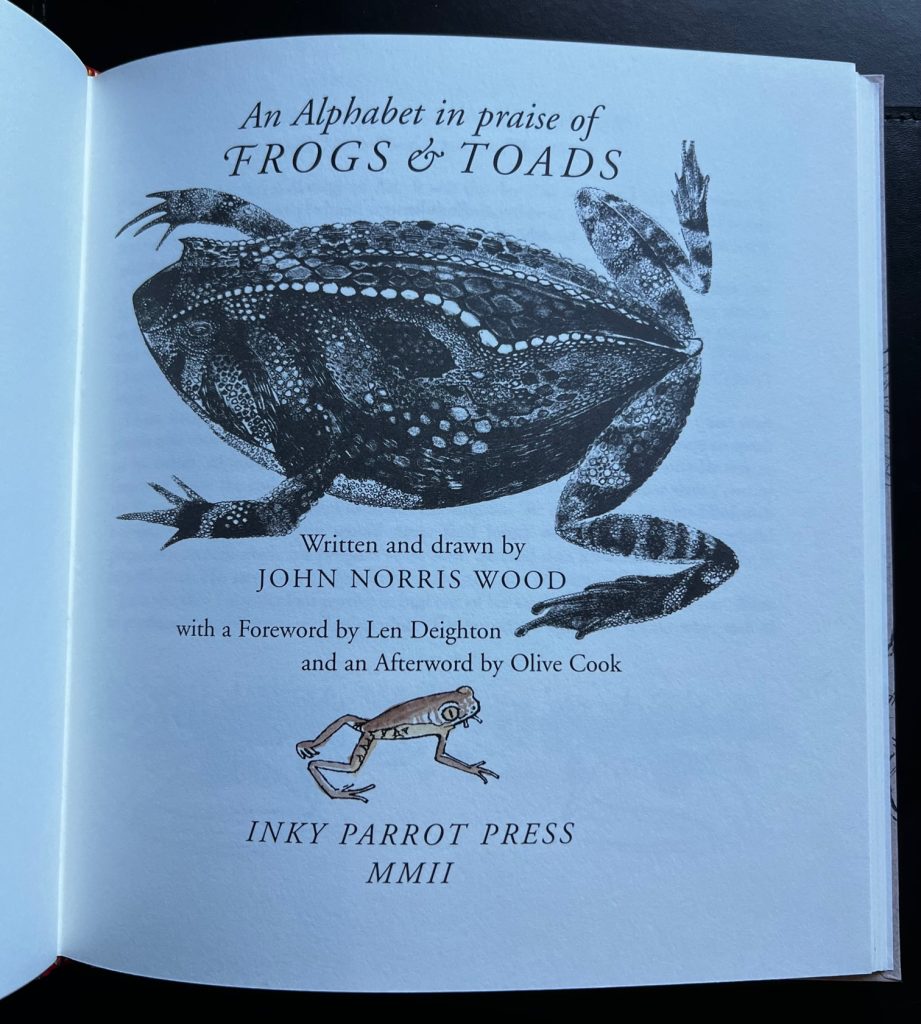 An Alphabet in praise of
FROGS & TOADS
Written and drawn by
JOHN NORRIS WOOD
with a Foreword by Len Deighton
and an Afterword by Olive Cook
INKY PARROT PRESS
MMII